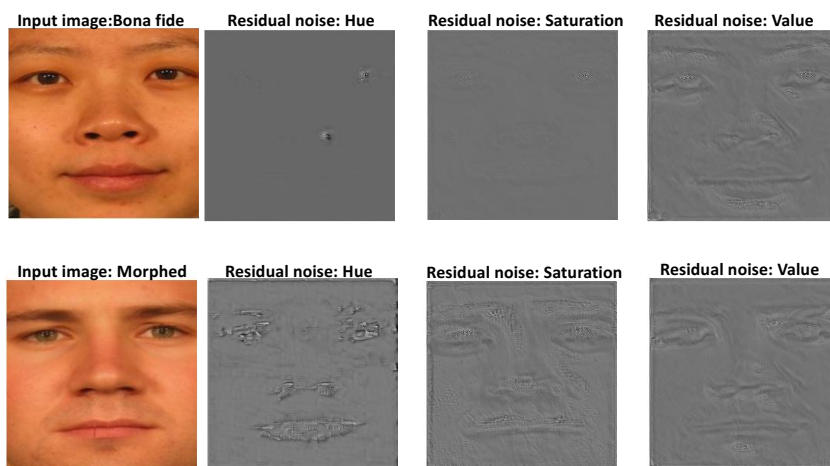 Input image:Bona fide
Residual noise: Hue
Residual noise: Saturation
Residual noise: Value
Input image: Morphed
Residual noise: Hue
Residual noise: Saturation
Residual noise: Value